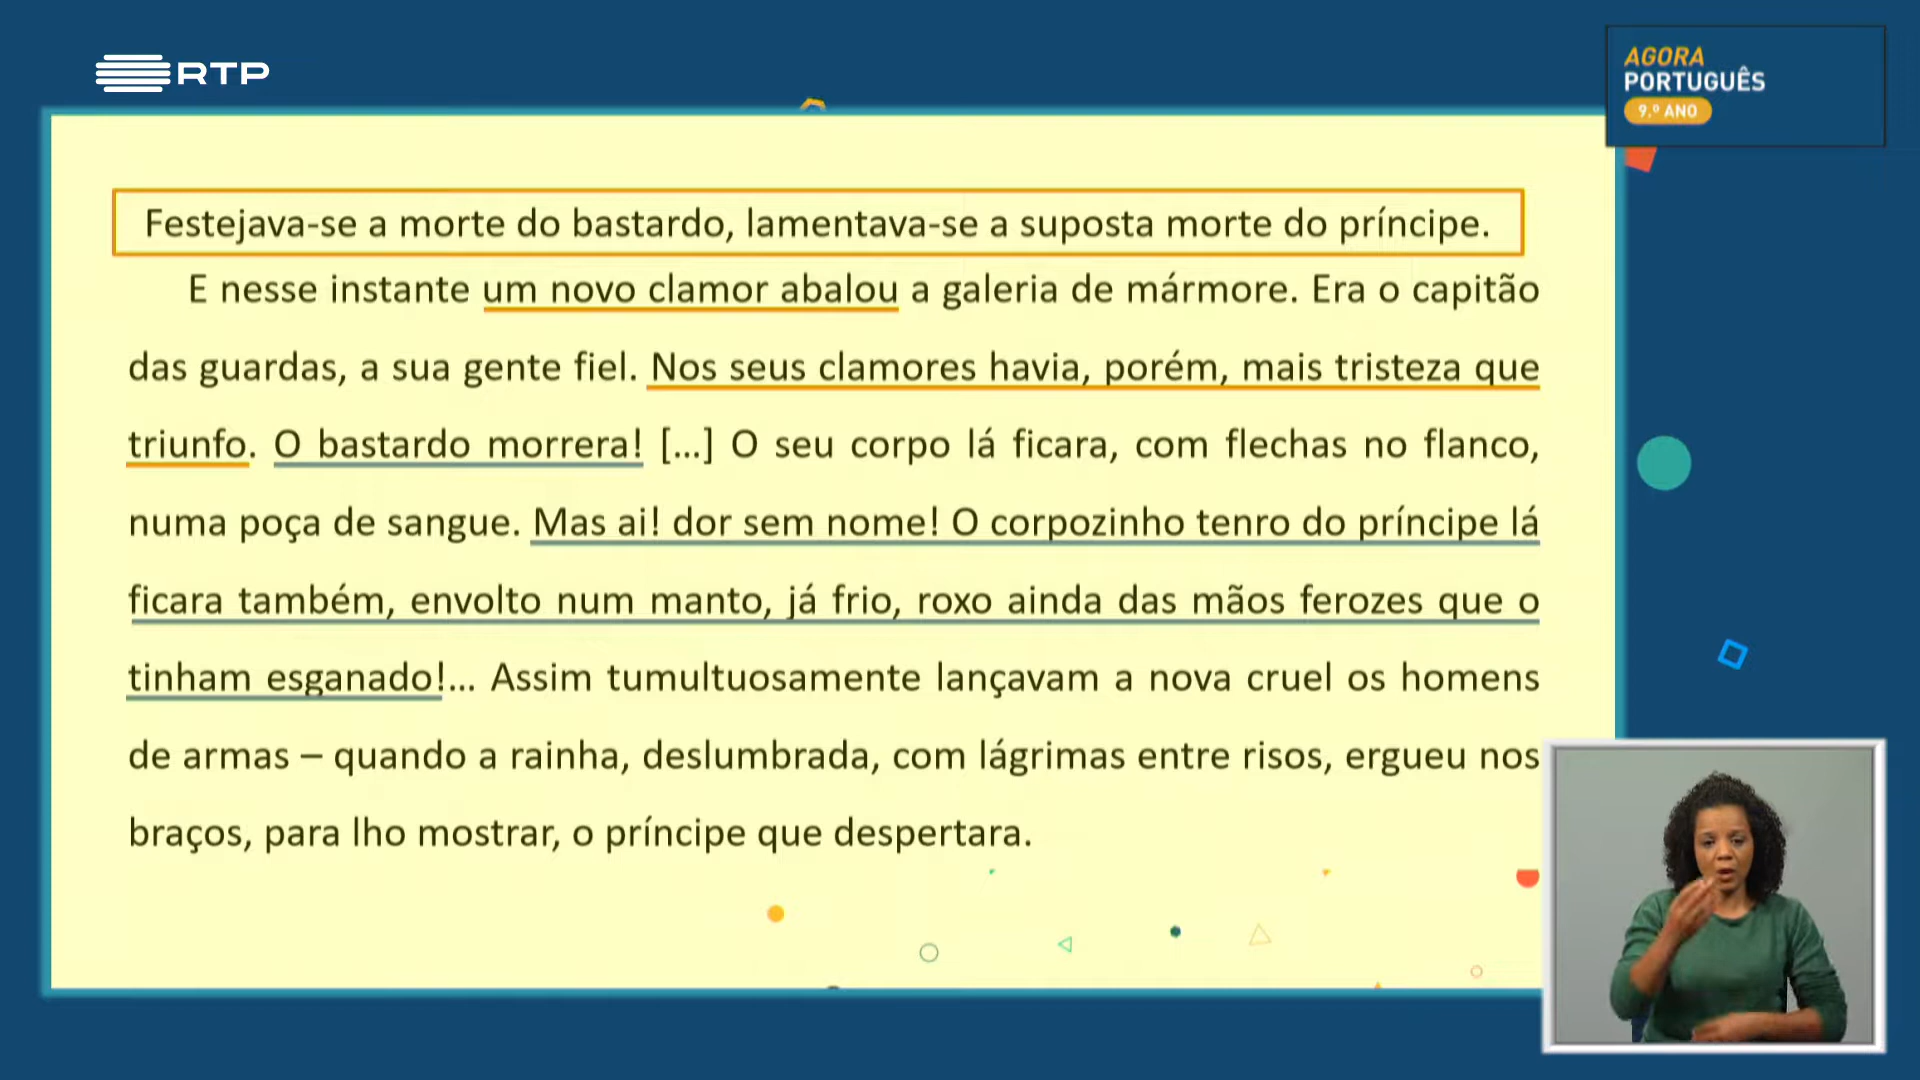 RTP
AGORA
PORTUGUÊS
9.º ANO
Festejava-se a morte do bastardo, lamentava-se a suposta morte do príncipe.
E nesse instante um novo clamor abalou a galeria de mármore. Era o capitão
das guardas, a sua gente fiel. Nos seus clamores havia, porém, mais tristeza que
triunfo. O bastardo morrera! [...] O seu corpo lá ficara, com flechas no flanco,
numa poça de sangue. Mas ai! dor sem nome! O corpozinho tenro do príncipe lá
ficara também, envolto num manto, já frio, roxo ainda das mãos ferozes que o
tinham esganado!... Assim tumultuosamente lançavam a nova cruel os homens
de armas – quando a rainha, deslumbrada, com lágrimas entre risos, ergueu nos
braços, para lho mostrar, o príncipe que despertara.